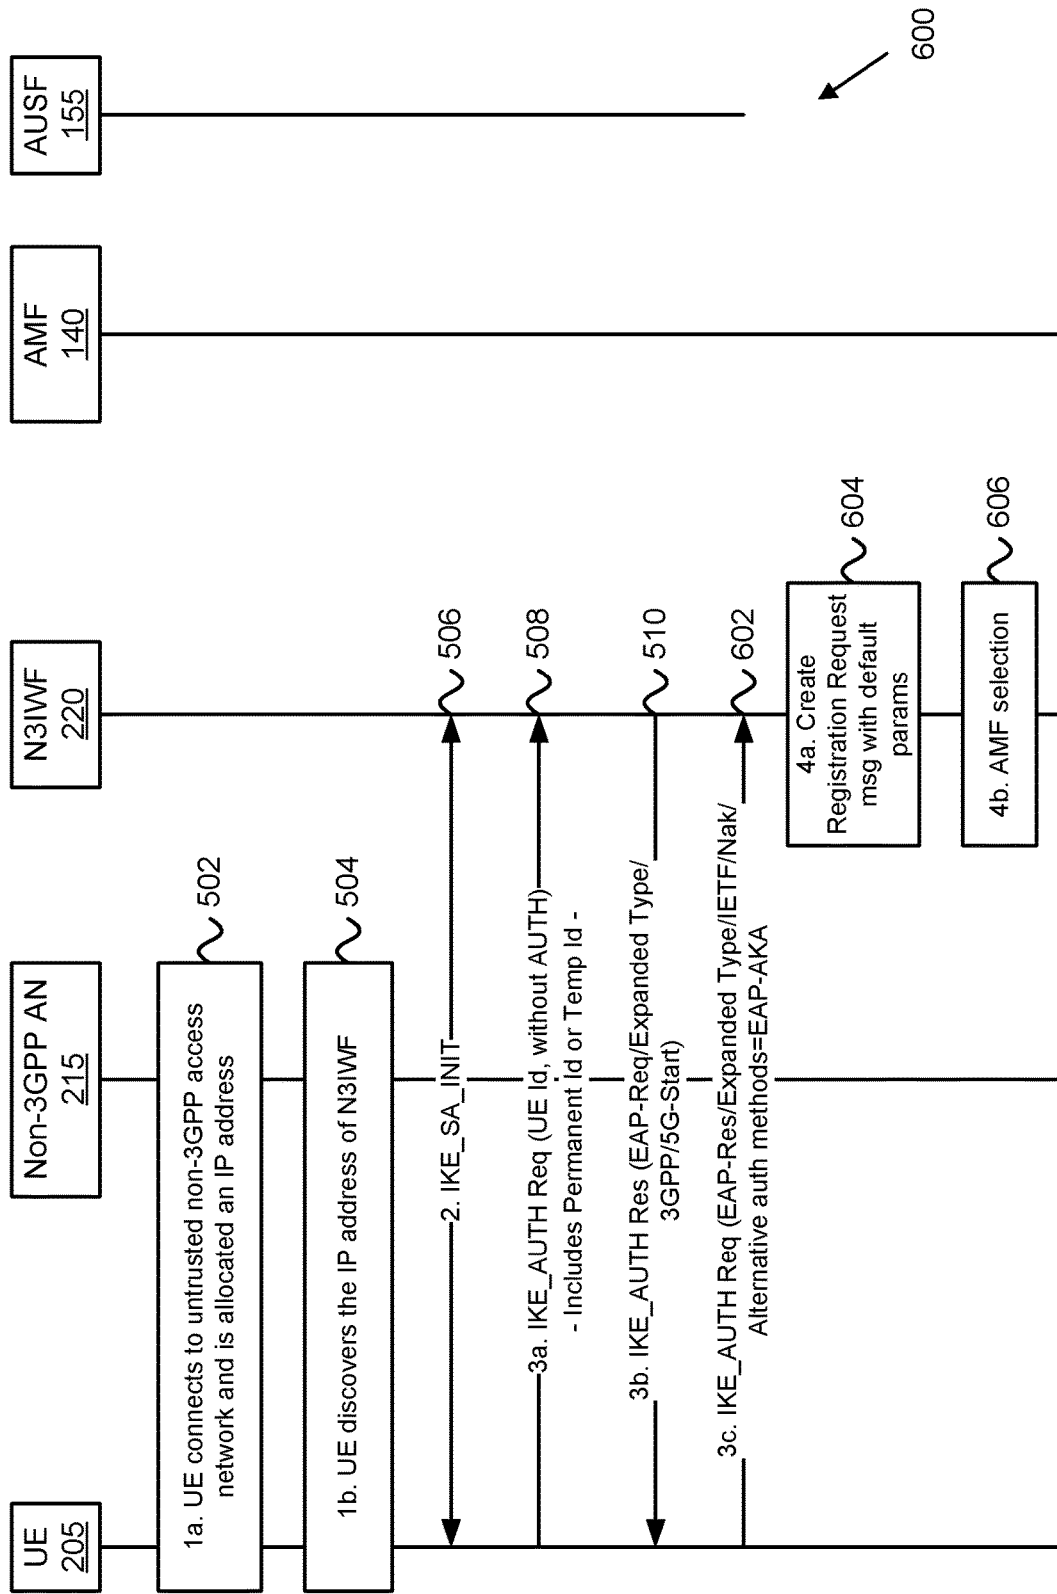 UE
205
Non-3GPP AN
215
N3IWF
220
AMF
140
AUSF
155
1a. UE connects to untrusted non-3GPP access
network and is allocated an IP address
502
1b. UE discovers the IP address of N3IWF
504
2. IKE_SA_INIT
506
3a. IKE_AUTH Req (UE Id, without AUTH)
- Includes Permanent Id or Temp Id -
508
3b. IKE_AUTH Res (EAP-Req/Expanded Type/
3GPP/5G-Start)
510
3c. IKE_AUTH Req (EAP-Res/Expanded Type/IETF/Nak/
Alternative auth methods=EAP-AKA
602
4a. Create
Registration Request
msg with default
params
604
4b. AMF selection
606
600